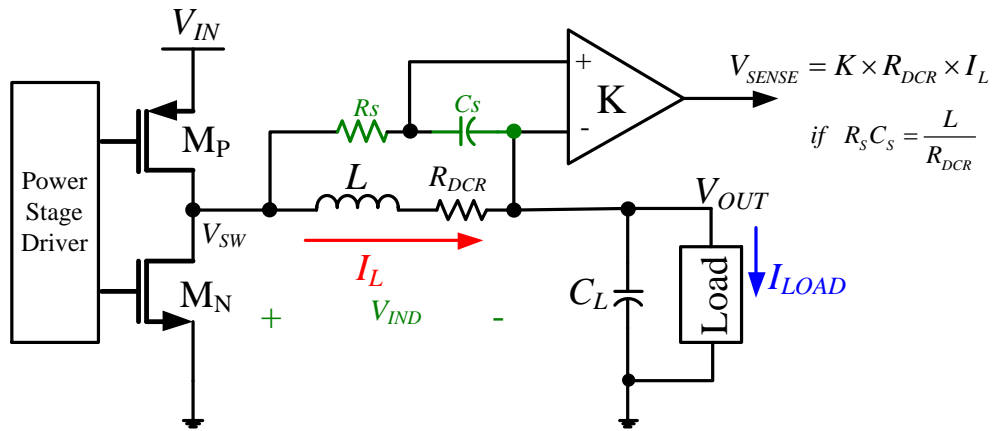 V_IN
Power
Stage
Driver
M_P
M_N
V_SW
Rs
Cs
L
R_DCR
I_L
+ V_IND -
+
-
K
V_SENSE = K × R_DCR × I_L
if R_S C_S = L / R_DCR
V_OUT
C_L
Load
I_LOAD